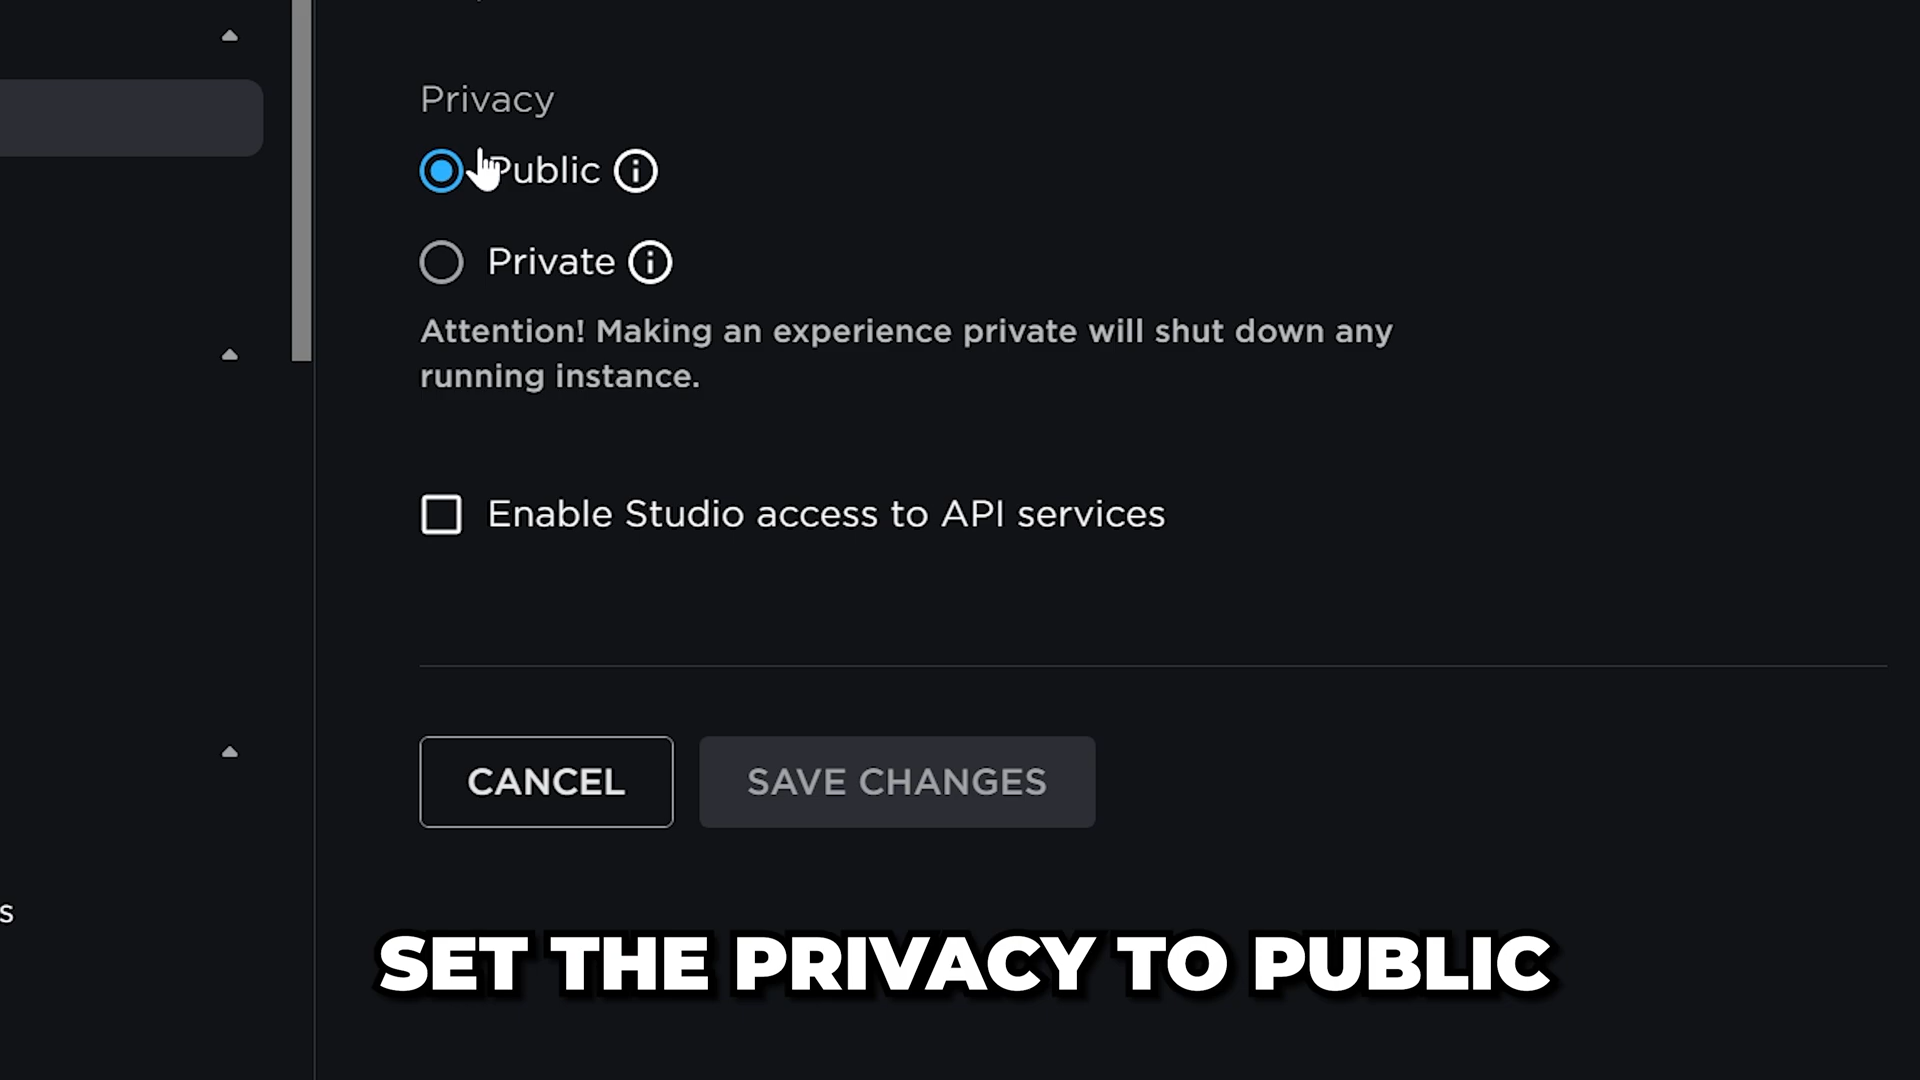 Privacy
Public
Private
Attention! Making an experience private will shut down any
running instance.
Enable Studio access to API services
CANCEL SAVE CHANGES
s
SET THE PRIVACY TO PUBLIC